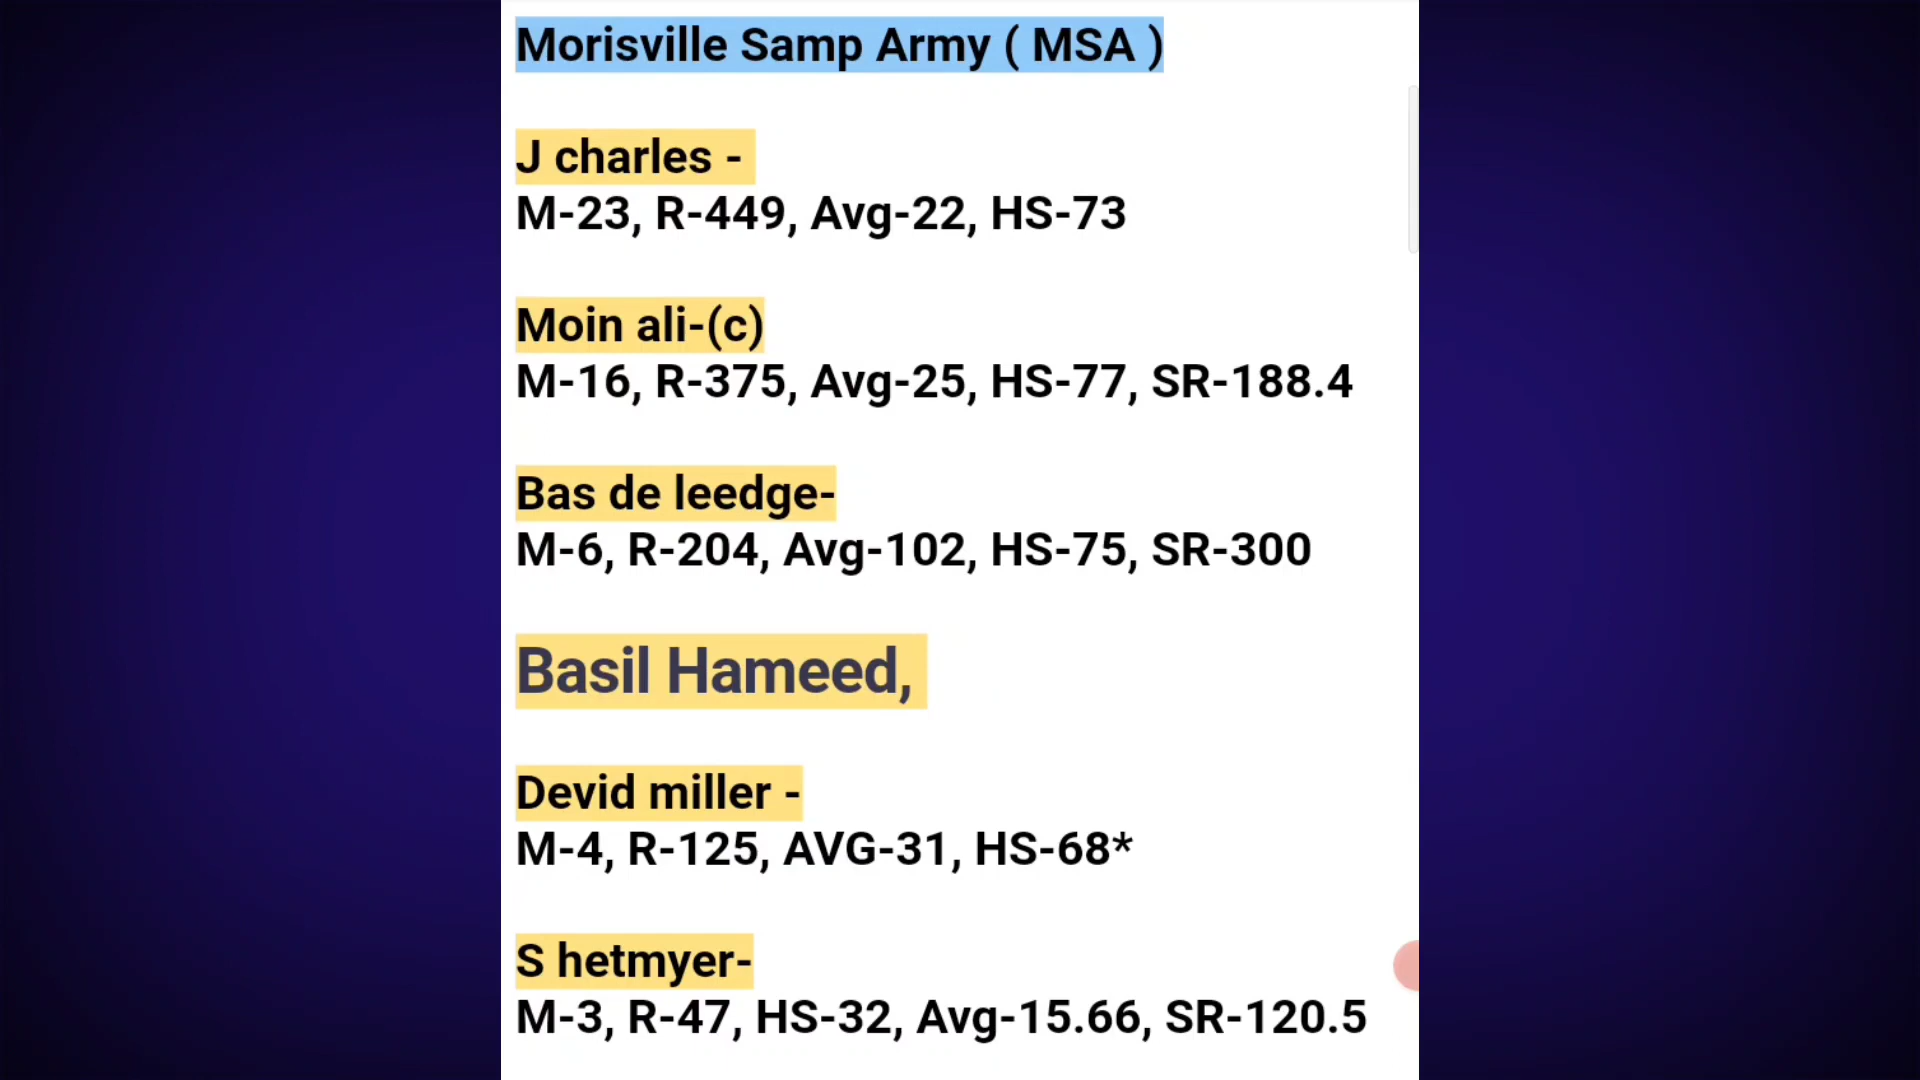 Morisville Samp Army ( MSA )
J charles -
M-23, R-449, Avg-22, HS-73
Moin ali-(c)
M-16, R-375, Avg-25, HS-77, SR-188.4
Bas de leedge-
M-6, R-204, Avg-102, HS-75, SR-300
Basil Hameed,
Devid miller -
M-4, R-125, AVG-31, HS-68*
S hetmyer-
M-3, R-47, HS-32, Avg-15.66, SR-120.5